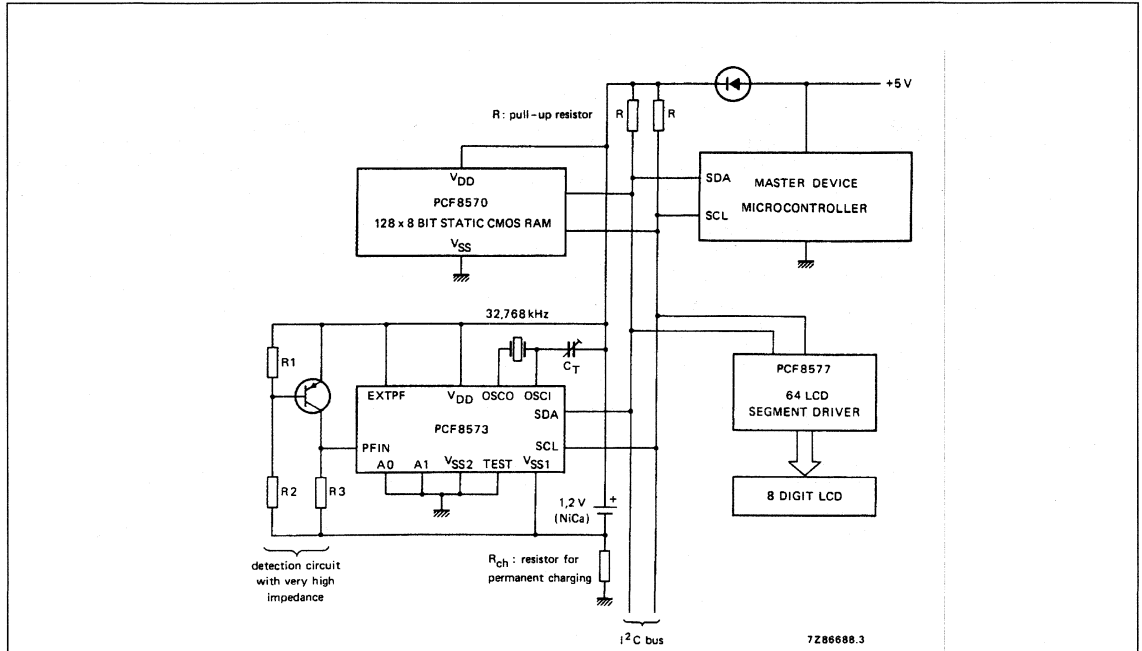 +5 V
R : pull-up resistor
R
R
VDD
PCF8570
128 x 8 BIT STATIC CMOS RAM
VSS
SDA
SCL
MASTER DEVICE
MICROCONTROLLER
32,768 kHz
R1
CT
EXTPF
VDD
OSCO
OSCI
SDA
PCF8573
PFIN
SCL
A0
A1
VSS2
TEST
VSS1
R2
R3
PCF8577
64 LCD
SEGMENT DRIVER
8 DIGIT LCD
1,2 V
(NiCa)
+
Rch : resistor for
permanent charging
detection circuit
with very high
impedance
I2C bus
7Z86688.3